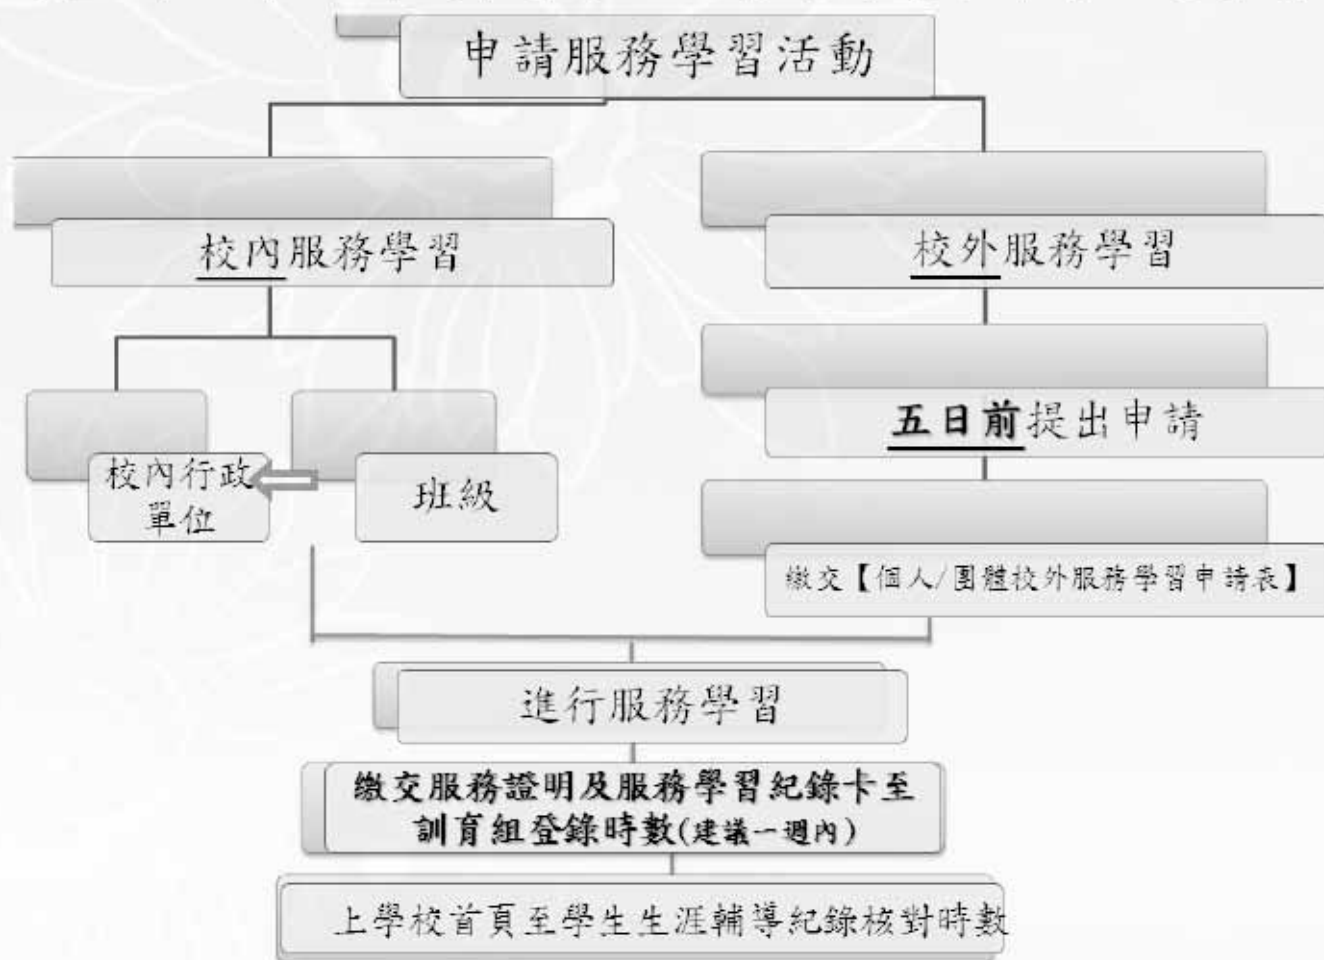 申請服務學習活動
校內服務學習
校外服務學習
五日前提出申請
校內行政
單位
班級
繳交【個人/團體校外服務學習申請表】
進行服務學習
繳交服務證明及服務學習紀錄卡至
訓育組登錄時數(建議一週內)
上學校首頁至學生生涯輔導紀錄核對時數